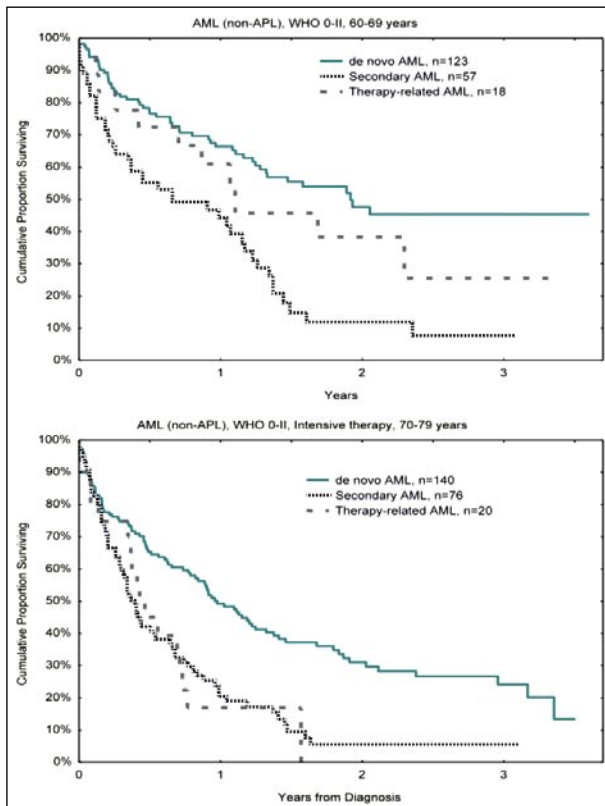 AML (non-APL), WHO 0-II, 60-69 years
100%
90%
80%
70%
60%
50%
40%
30%
20%
10%
0%
Cumulative Proportion Surviving
de novo AML, n=123
Secondary AML, n=57
Therapy-related AML, n=18
0 1 2 3
Years
AML (non-APL), WHO 0-II, Intensive therapy, 70-79 years
100%
90%
80%
70%
60%
50%
40%
30%
20%
10%
0%
Cumulative Proportion Surviving
de novo AML, n=140
Secondary AML, n=76
Therapy-related AML, n=20
0 1 2 3
Years from Diagnosis